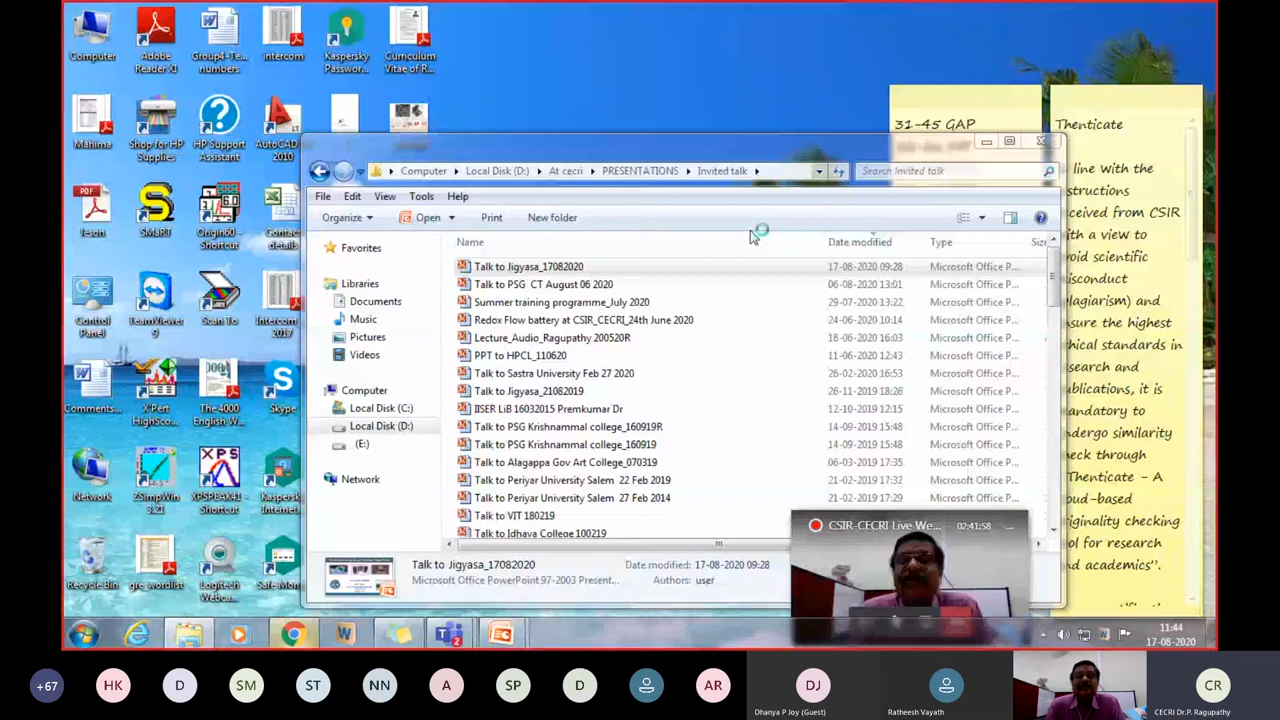 Computer
Adobe
Reader XI
Group4-Te...
numbers
intercom
Kaspersky
Passwor...
Curriculum
Vitae of R...
Mahima
Shop for HP
Supplies
HP Support
Assistant
AutoCAD
2010
Jeson
SMaRT
Origin60 -
Shortcut
Contact
details
Control
Panel
TeamViewer
9
Scan To
Intercom
2017
Comments...
X'Pert
HighSco...
The 4000
English W...
Skype
Network
ZSimpWin
3.21
XPSPEAK41 -
Shortcut
Kaspersky
Internet...
Recycle Bin
gre_wordlist
Logitech
Webca...
Safe Mon...
31-45 GAP
Thenticate
line With the
ceived from CSIR
ith a view to
void scientific
isconduct
plagiarism) and
nsure the highest
thical standards in
search and
ublications, it is
andatory to
ndergo similarity
heck through
Thenticate - A
oud-based
riginality checking
ol for research
nd academics".
Computer
Local Disk (D:)
At cecri
PRESENTATIONS
Invited talk
Search Invited talk
File Edit View Tools Help
Organize Open Print New folder
Name Date modified Type Size
Favorites
Libraries
Documents
Music
Pictures
Videos
Computer
Local Disk (C:)
Local Disk (D:)
(E:)
Network
Talk to Jigyasa_17082020 17-08-2020 09:28 Microsoft Office P...
Talk to PSG CT August 06 2020 06-08-2020 13:01 Microsoft Office P...
Summer training programme_July 2020 29-07-2020 13:22 Microsoft Office P...
Redox Flow battery at CSIR_CECRI_24th June 2020 24-06-2020 10:14 Microsoft Office P...
Lecture_Audio_Ragupathy 200520R 18-06-2020 16:03 Microsoft Office P...
PPT to HPCL_110620 11-06-2020 12:43 Microsoft Office P...
Talk to Sastra University Feb 27 2020 26-02-2020 16:53 Microsoft Office P...
Talk to Jigyasa_21082019 26-11-2019 18:26 Microsoft Office P...
IISER LiB 16032015 Premkumar Dr 12-10-2019 12:15 Microsoft Office P...
Talk to PSG Krishnammal college_160919R 14-09-2019 15:48 Microsoft Office P...
Talk to PSG Krishnammal college_160919 14-09-2019 15:48 Microsoft Office P...
Talk to Alagappa Gov Art College_070319 06-03-2019 17:35 Microsoft Office P...
Talk to Periyar University Salem 22 Feb 2019 21-02-2019 17:32 Microsoft Office P...
Talk to Periyar University Salem 27 Feb 2014 21-02-2019 17:29 Microsoft Office P...
Talk to VIT 180219
Talk to Idhaya College 100219
Talk to Jigyasa_17082020 Date modified: 17-08-2020 09:28
Microsoft Office PowerPoint 97-2003 Present... Authors: user
CSIR-CECRI Live We... 02:41:58
2
11:44
17-08-2020
+67 HK D SM ST NN A SP D AR DJ CR
Dhanya P Joy (Guest)
Ratheesh Vayath
CECRI Dr.P. Ragupathy